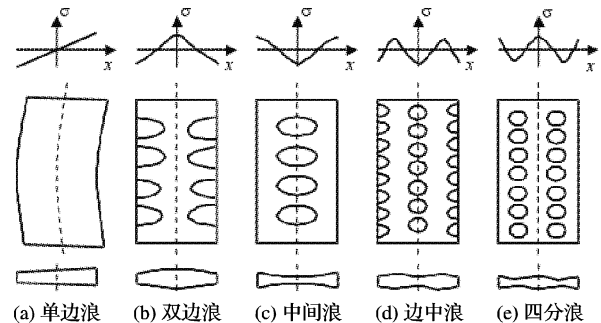 σ σ σ σ σ
x x x x x
(a) 单边浪 (b) 双边浪 (c) 中间浪 (d) 边中浪 (e) 四分浪